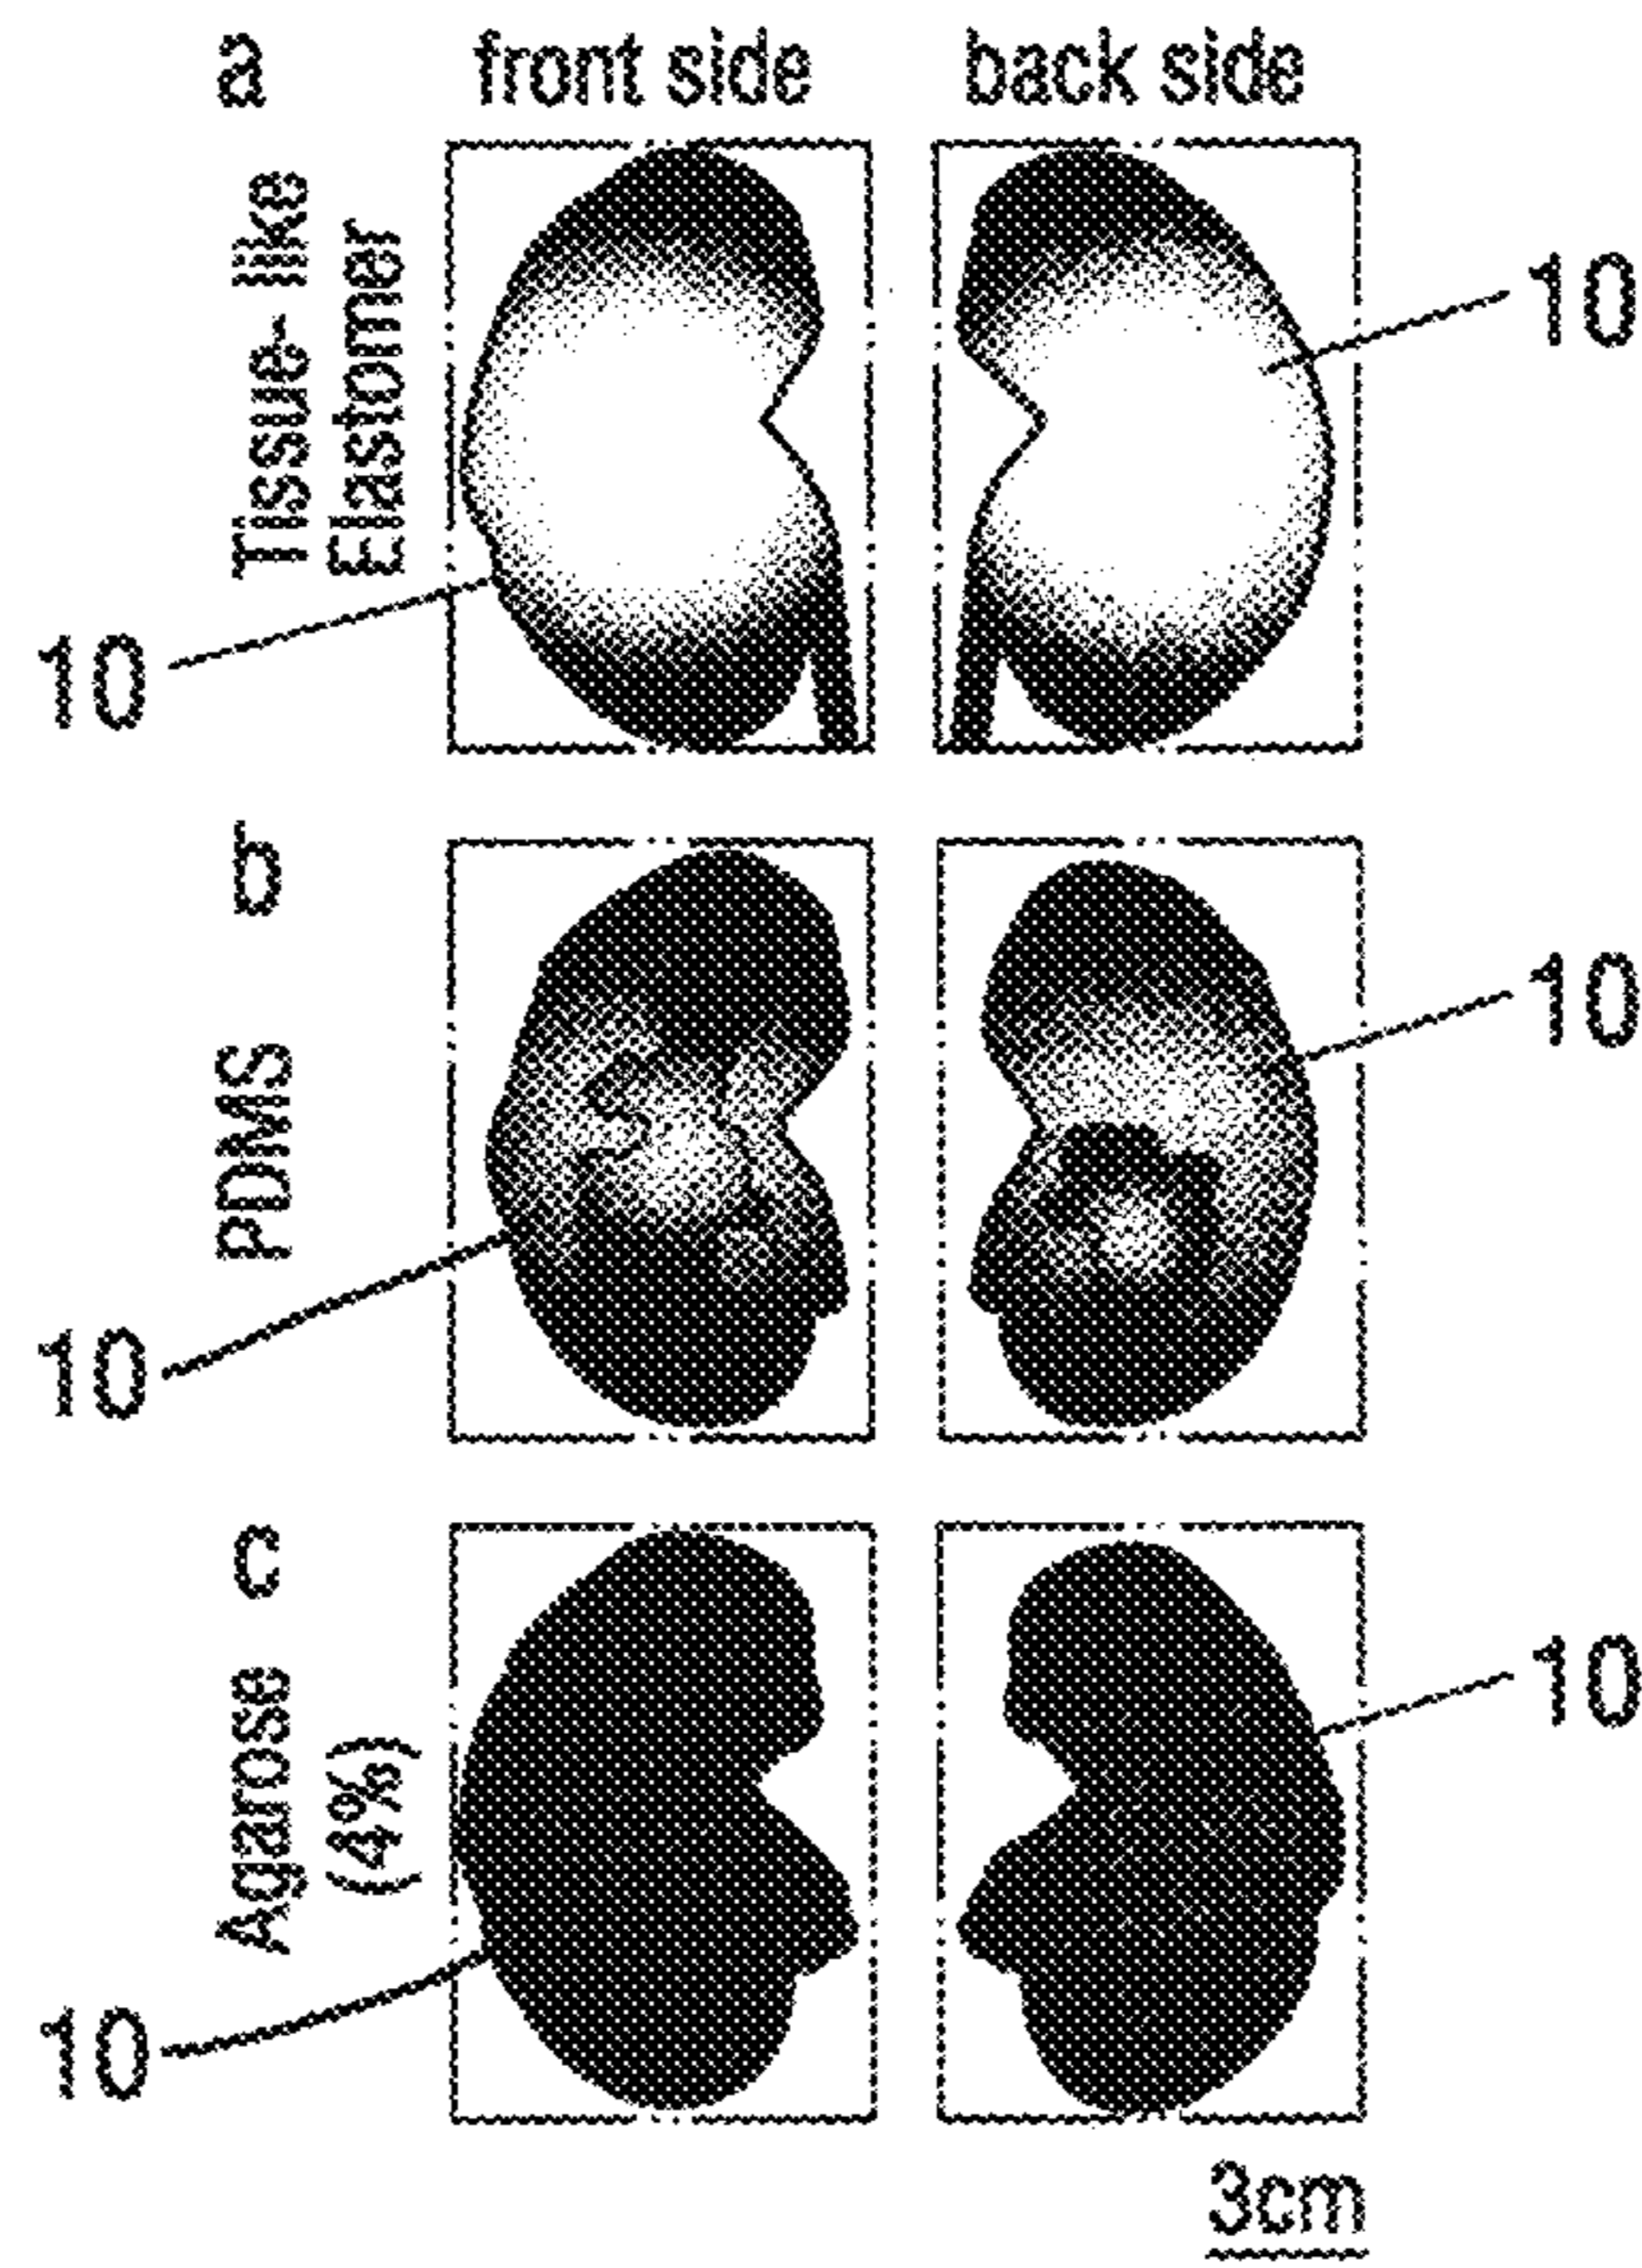 a front side back side
Tissue- like
Elastomer
10
10
b
PDMS
10
10
c
Agarose
(4%)
10
10
3cm